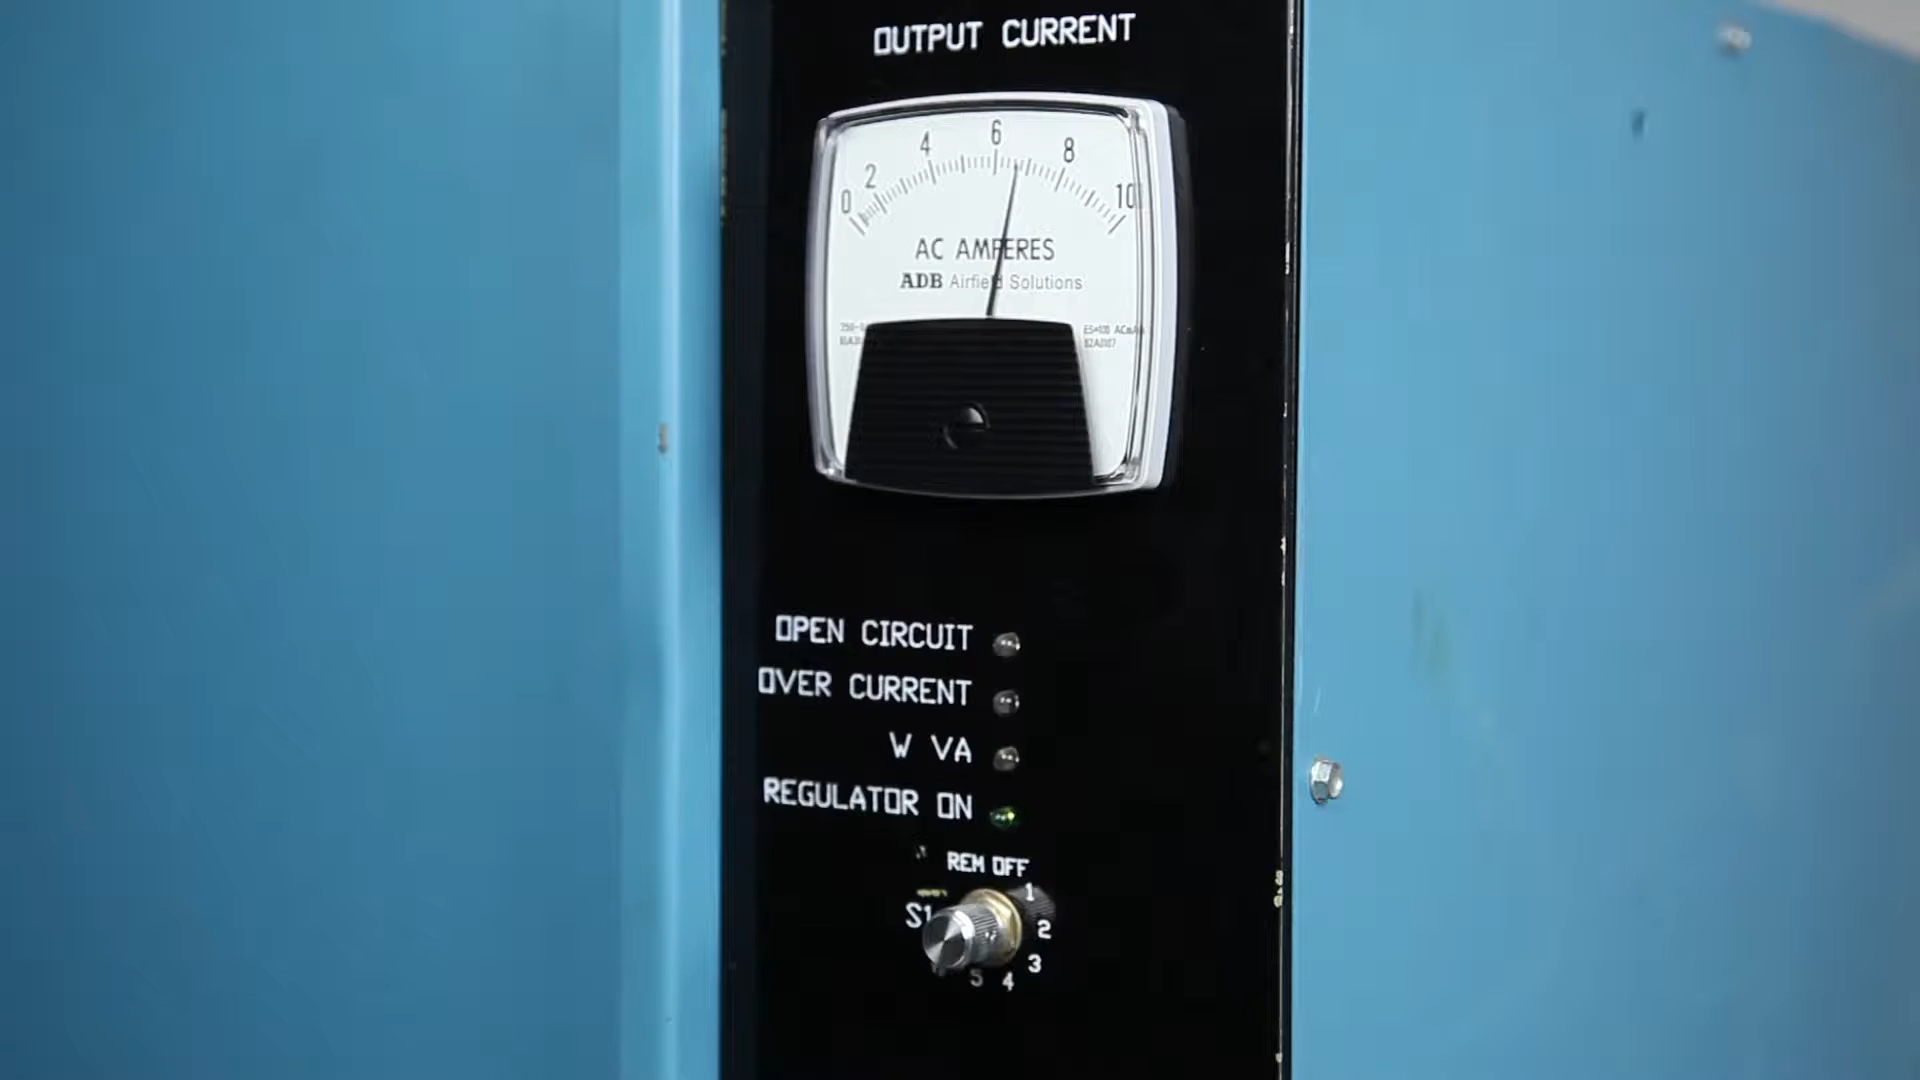 OUTPUT CURRENT
0 2 4 6 8 10
AC AMPERES
ADB Airfield Solutions
OPEN CIRCUIT
OVER CURRENT
W VA
REGULATOR ON
REM OFF
S1
1
2
3
4
5